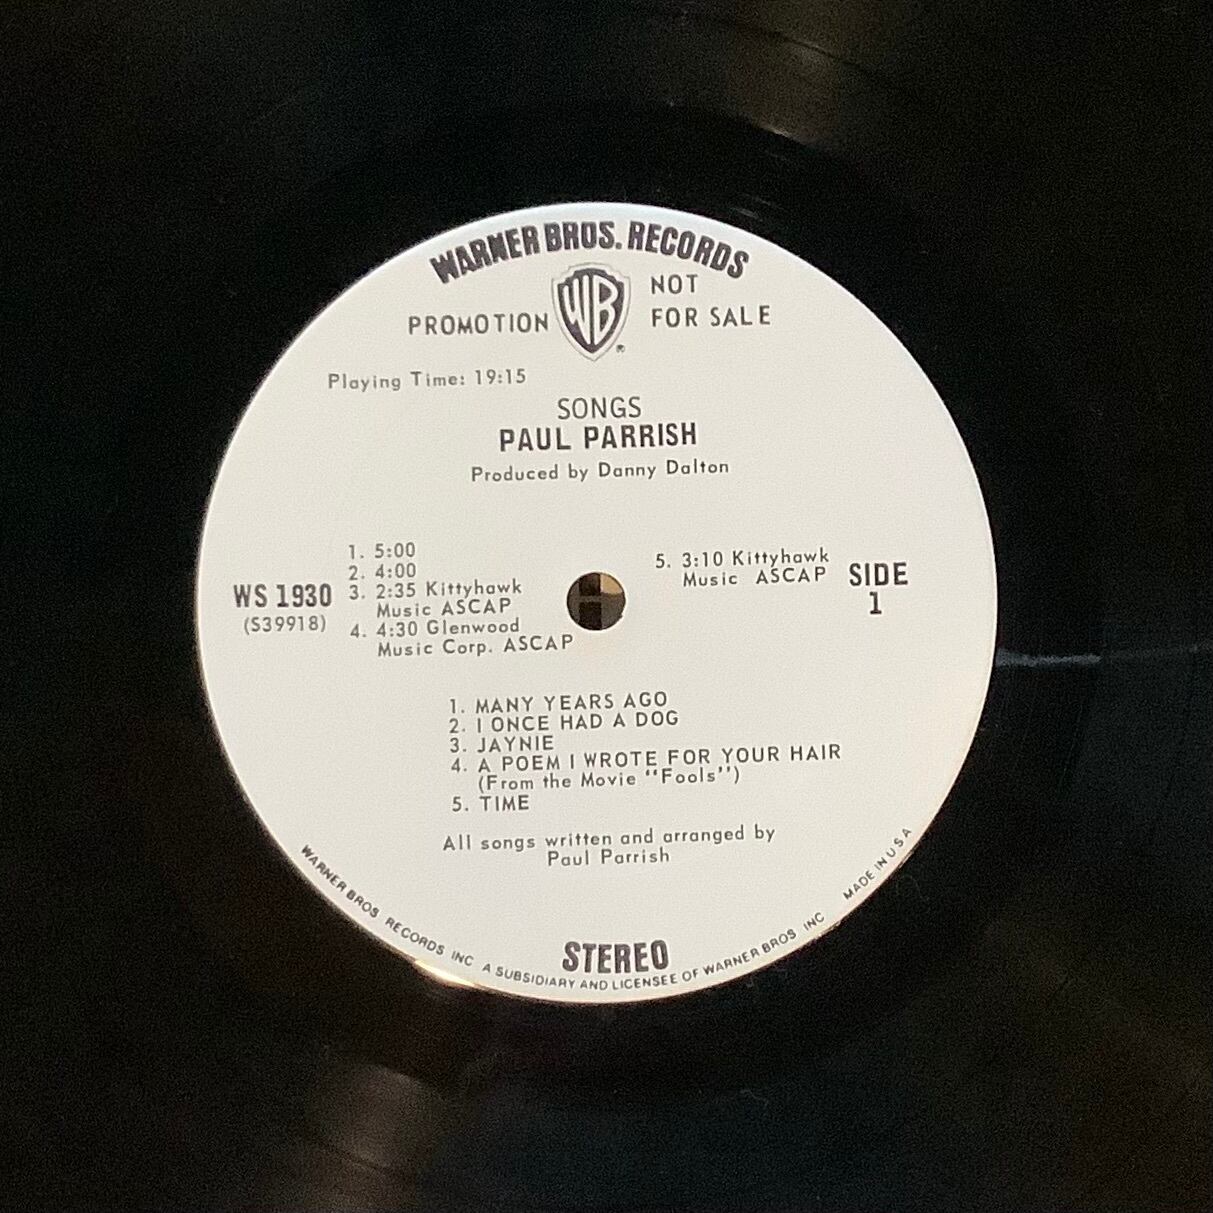 WARNER BROS. RECORDS
PROMOTION
WB
®
NOT
FOR SALE
Playing Time: 19:15
SONGS
PAUL PARRISH
Produced by Danny Dalton
WS 1930
(S39918)
1. 5:00
2. 4:00
3. 2:35 Kittyhawk
Music ASCAP
4. 4:30 Glenwood
Music Corp. ASCAP
5. 3:10 Kittyhawk
Music ASCAP
SIDE
1
1. MANY YEARS AGO
2. I ONCE HAD A DOG
3. JAYNIE
4. A POEM I WROTE FOR YOUR HAIR
(From the Movie "Fools")
5. TIME
All songs written and arranged by
Paul Parrish
STEREO
WARNER BROS RECORDS INC A SUBSIDIARY AND LICENSEE OF WARNER BROS INC MADE IN U S A